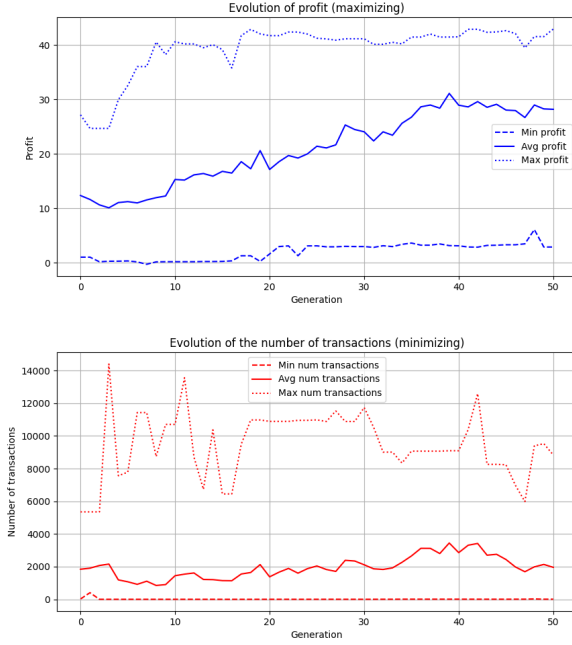 Evolution of profit (maximizing)
40
30
20
10
0
Profit
Min profit
Avg profit
Max profit
0 10 20 30 40 50
Generation
Evolution of the number of transactions (minimizing)
14000
12000
10000
8000
6000
4000
2000
0
Number of transactions
Min num transactions
Avg num transactions
Max num transactions
0 10 20 30 40 50
Generation